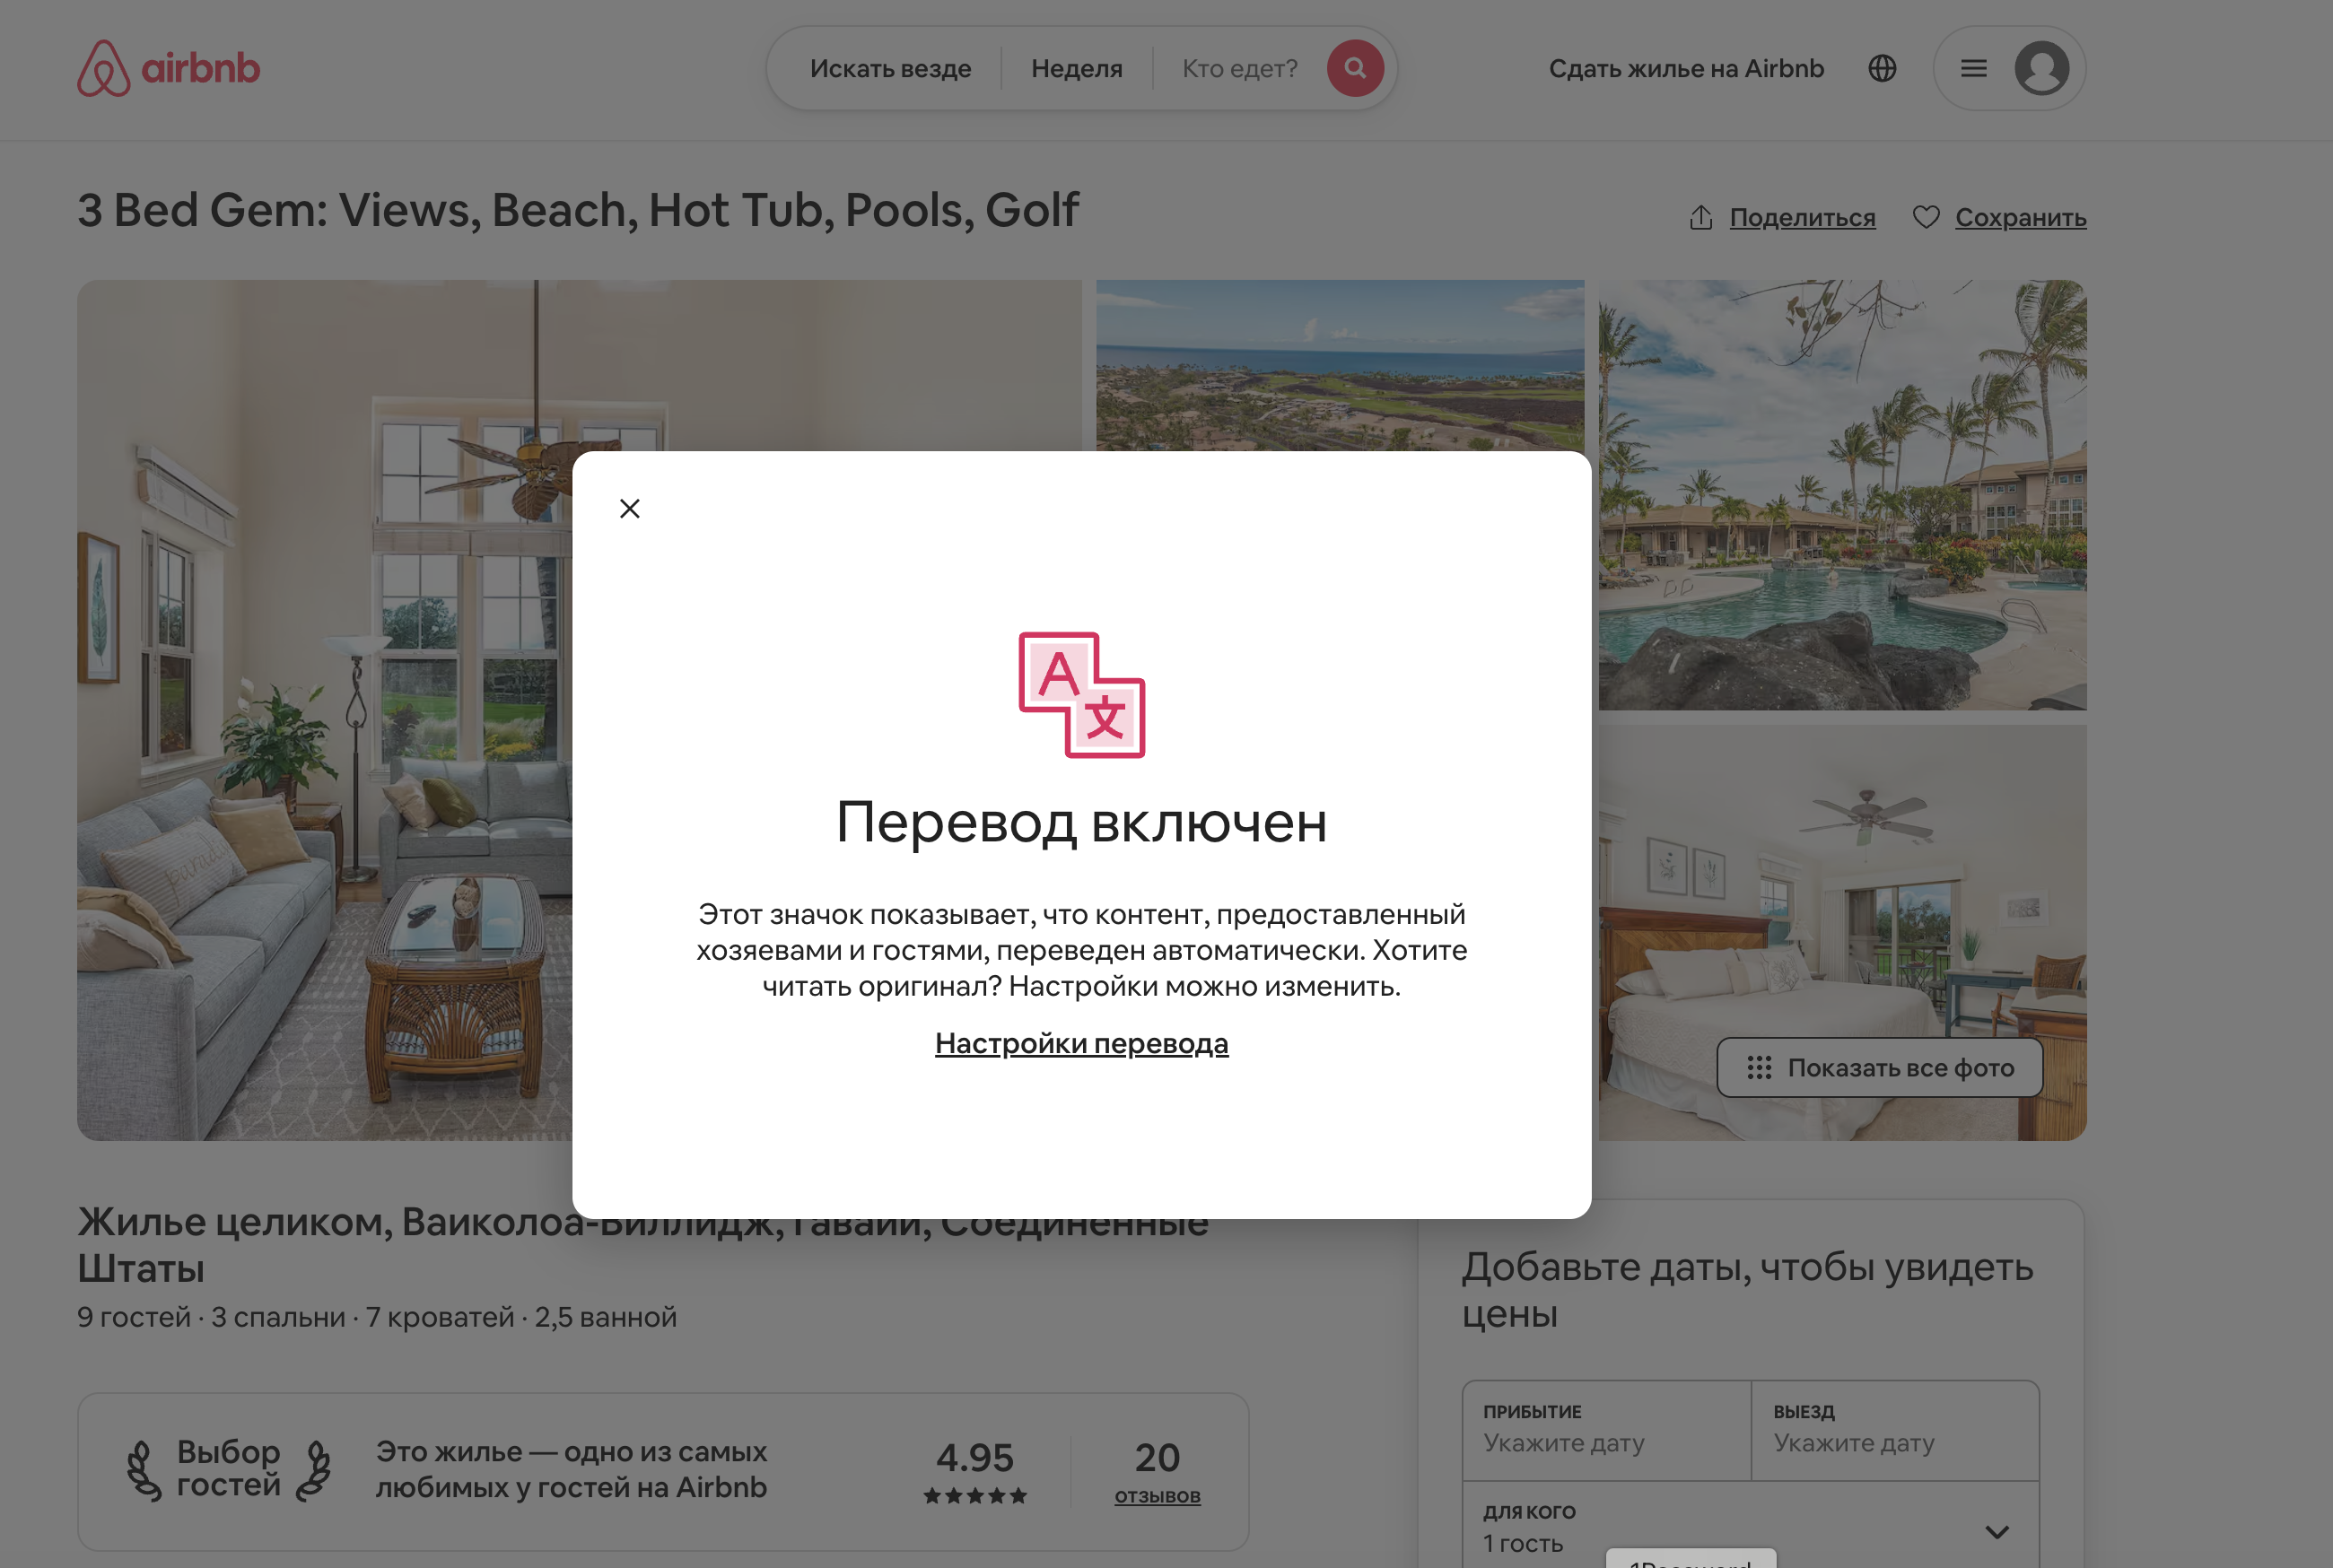 airbnb
Искать везде
Неделя
Кто едет?
Сдать жилье на Airbnb
3 Bed Gem: Views, Beach, Hot Tub, Pools, Golf
Поделиться
Сохранить
A
文
Перевод включен
Этот значок показывает, что контент, предоставленный
хозяевами и гостями, переведен автоматически. Хотите
читать оригинал? Настройки можно изменить.
Настройки перевода
Показать все фото
Жилье целиком, Ваиколоа-Виллидж, Гаваии, Соединенные
Штаты
9 гостей · 3 спальни · 7 кроватей · 2,5 ванной
Выбор
гостей
Это жилье — одно из самых
любимых у гостей на Airbnb
4.95
20
отзывов
Добавьте даты, чтобы увидеть
цены
ПРИБЫТИЕ
Укажите дату
ВЫЕЗД
Укажите дату
ДЛЯ КОГО
1 гость
1Password